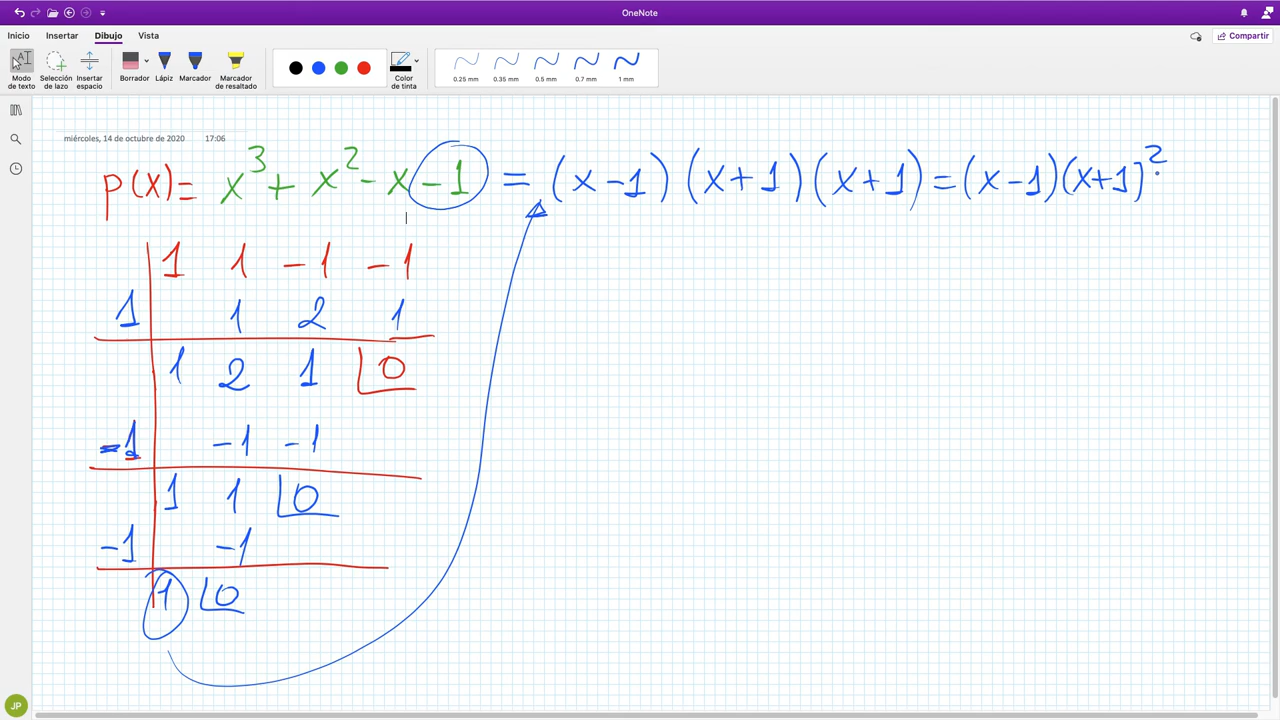 OneNote
Inicio Insertar Dibujo Vista
Compartir
Modo de texto Selección de lazo Insertar espacio Borrador Lápiz Marcador Marcador de resaltado Color de tinta 0.25 mm 0.35 mm 0.5 mm 0.7 mm 1 mm
miércoles, 14 de octubre de 2020 17:06
p(x)= x³ + x² - x - 1 = (x - 1) (x + 1) (x + 1) = (x - 1)(x+1)² .
1 1 -1 -1
1 1 2 1
1 2 1 0
-1 -1 -1
1 1 0
-1 -1
1 0
JP